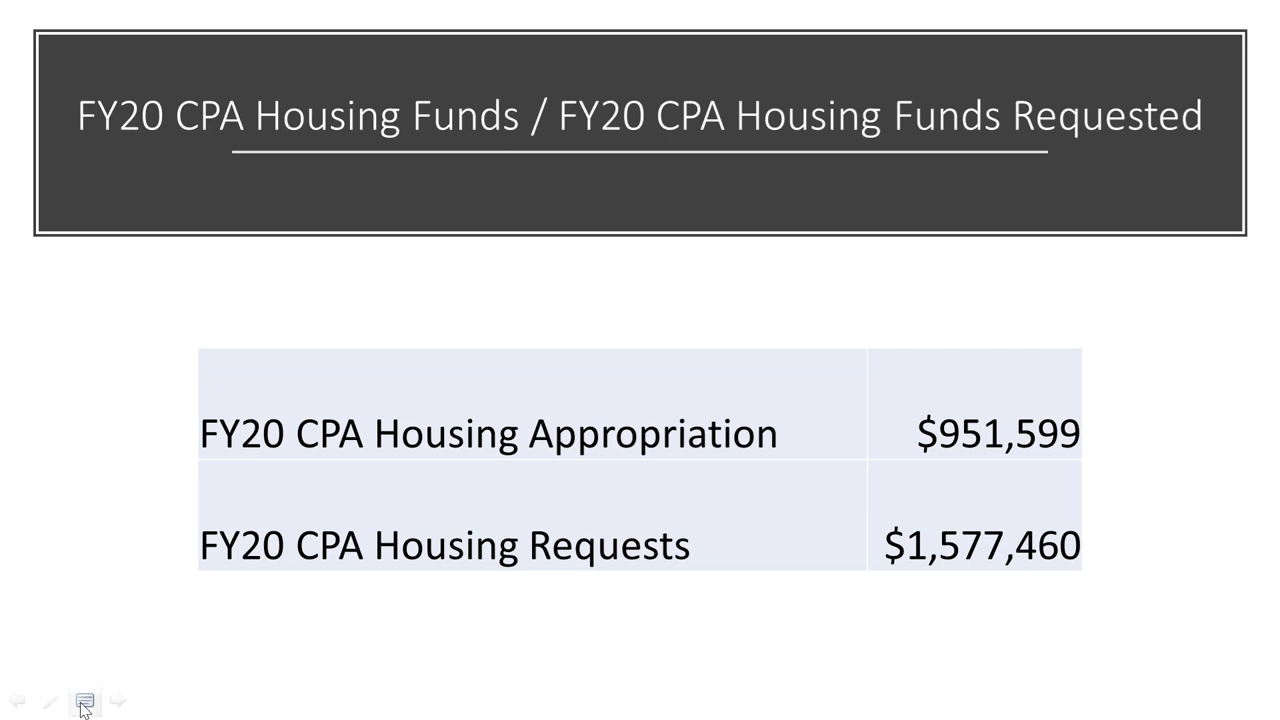 FY20 CPA Housing Funds / FY20 CPA Housing Funds Requested
FY20 CPA Housing Appropriation $951,599
FY20 CPA Housing Requests $1,577,460